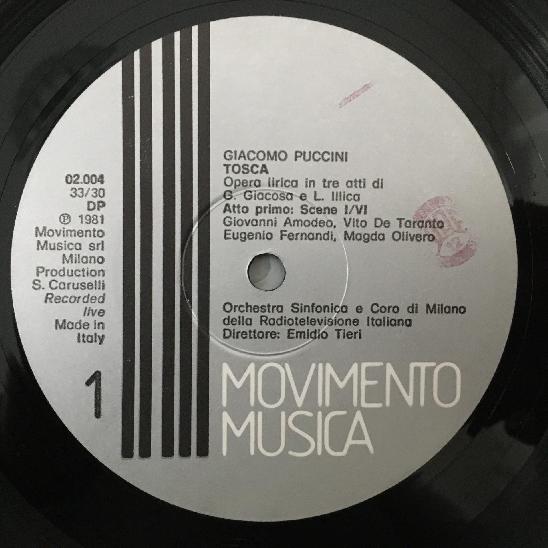 02.004
33/30
DP
Ⓟ 1981
Movimento
Musica srl
Milano
Production
S. Caruselli
Recorded
live
Made in
Italy
1
GIACOMO PUCCINI
TOSCA
Opera lirica in tre atti di
G. Giacosa e L. Illica
Atto primo: Scene I/VI
Giovanni Amodeo, Vito De Taranto
Eugenio Fernandi, Magda Olivero
Orchestra Sinfonica e Coro di Milano
della Radiotelevisione Italiana
Direttore: Emidio Tieri
MOVIMENTO
MUSICA